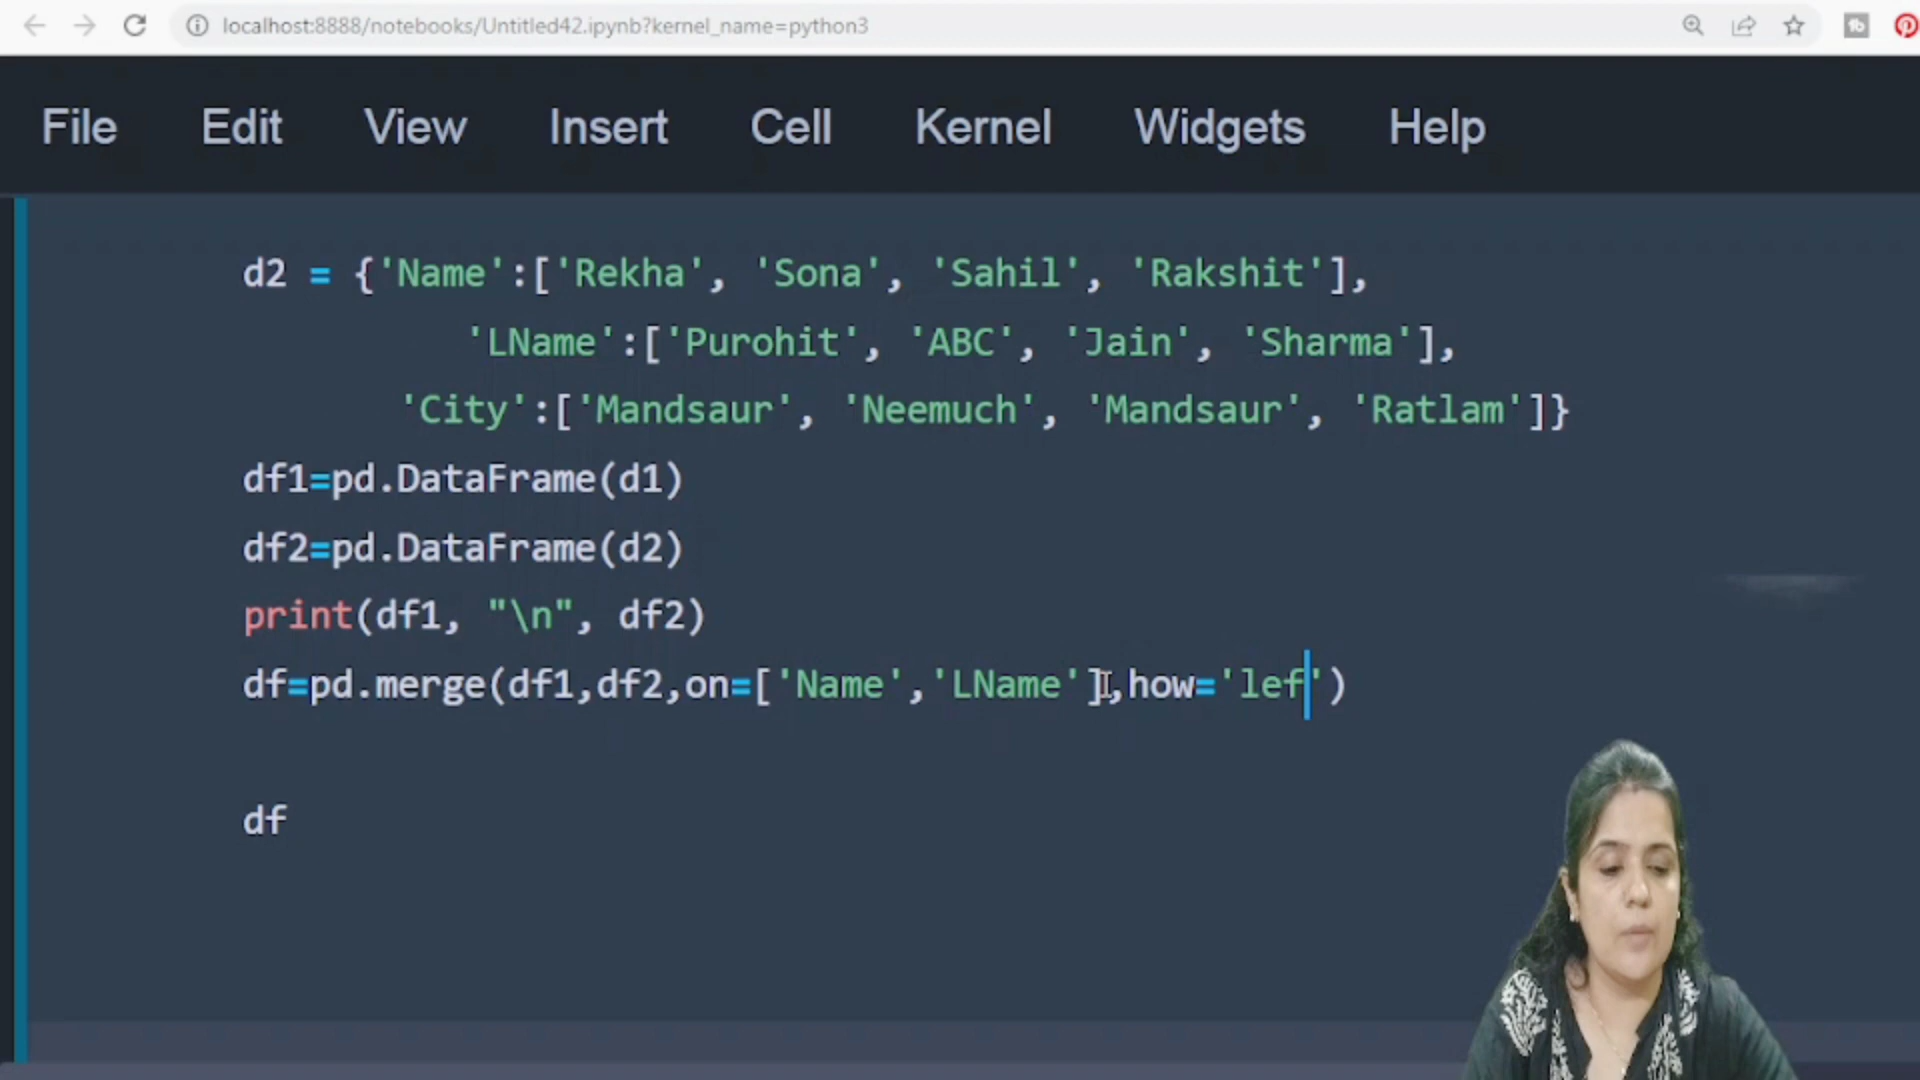 localhost:8888/notebooks/Untitled42.ipynb?kernel_name=python3
File Edit View Insert Cell Kernel Widgets Help
d2 = {'Name':['Rekha', 'Sona', 'Sahil', 'Rakshit'],
'LName':['Purohit', 'ABC', 'Jain', 'Sharma'],
'City':['Mandsaur', 'Neemuch', 'Mandsaur', 'Ratlam']}
df1=pd.DataFrame(d1)
df2=pd.DataFrame(d2)
print(df1, "\n", df2)
df=pd.merge(df1,df2,on=['Name','LName'],how='lef')
df